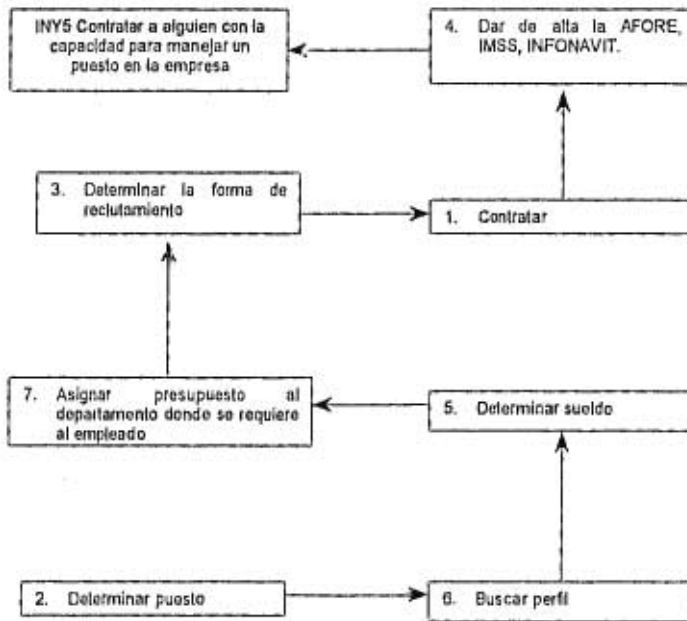 INY5 Contratar a alguien con la
capacidad para manejar un
puesto en la empresa
4. Dar de alta la AFORE,
IMSS, INFONAVIT.
3. Determinar la forma de
reclutamiento
1. Contratar
7. Asignar presupuesto al
departamento donde se requiere
al empleado
5. Determinar sueldo
2. Determinar puesto
6. Buscar perfil